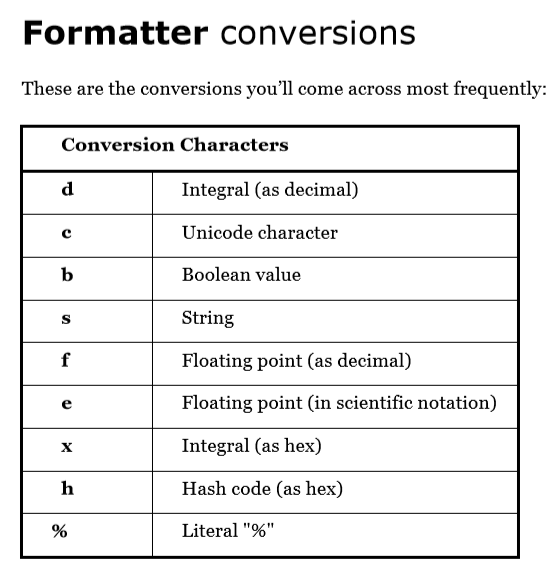 Formatter conversions
These are the conversions you’ll come across most frequently:
Conversion Characters
d Integral (as decimal)
c Unicode character
b Boolean value
s String
f Floating point (as decimal)
e Floating point (in scientific notation)
x Integral (as hex)
h Hash code (as hex)
% Literal "%"